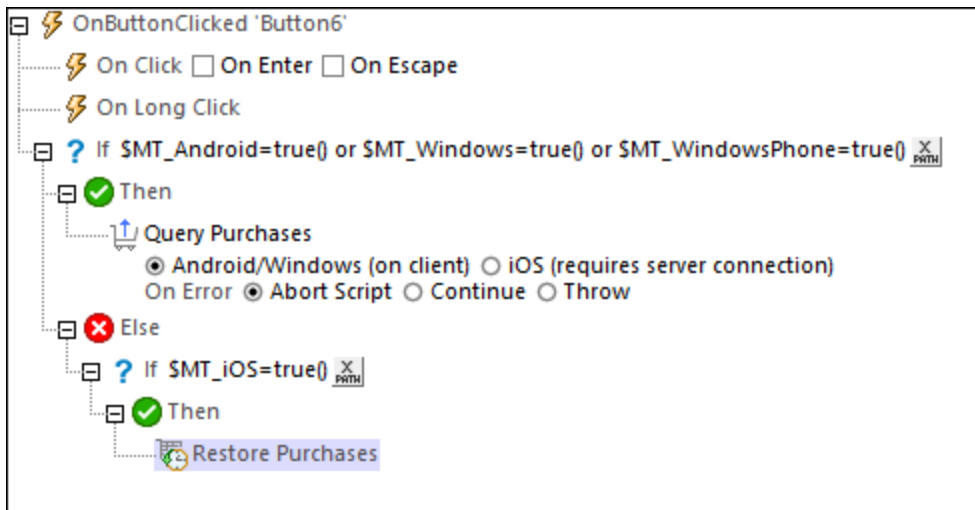 OnButtonClicked 'Button6'
On Click On Enter On Escape
On Long Click
? If $MT_Android=true() or $MT_Windows=true() or $MT_WindowsPhone=true() X PATH
Then
Query Purchases
Android/Windows (on client) iOS (requires server connection)
On Error Abort Script Continue Throw
Else
? If $MT_iOS=true() X PATH
Then
Restore Purchases